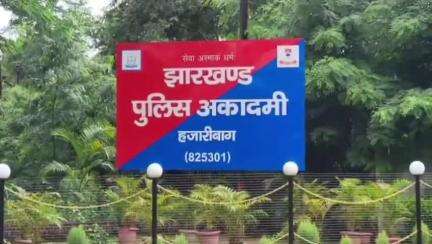 सेवा अस्माक धर्मः
झारखण्ड
पुलिस अकादमी
हजारीबाग
(825301)